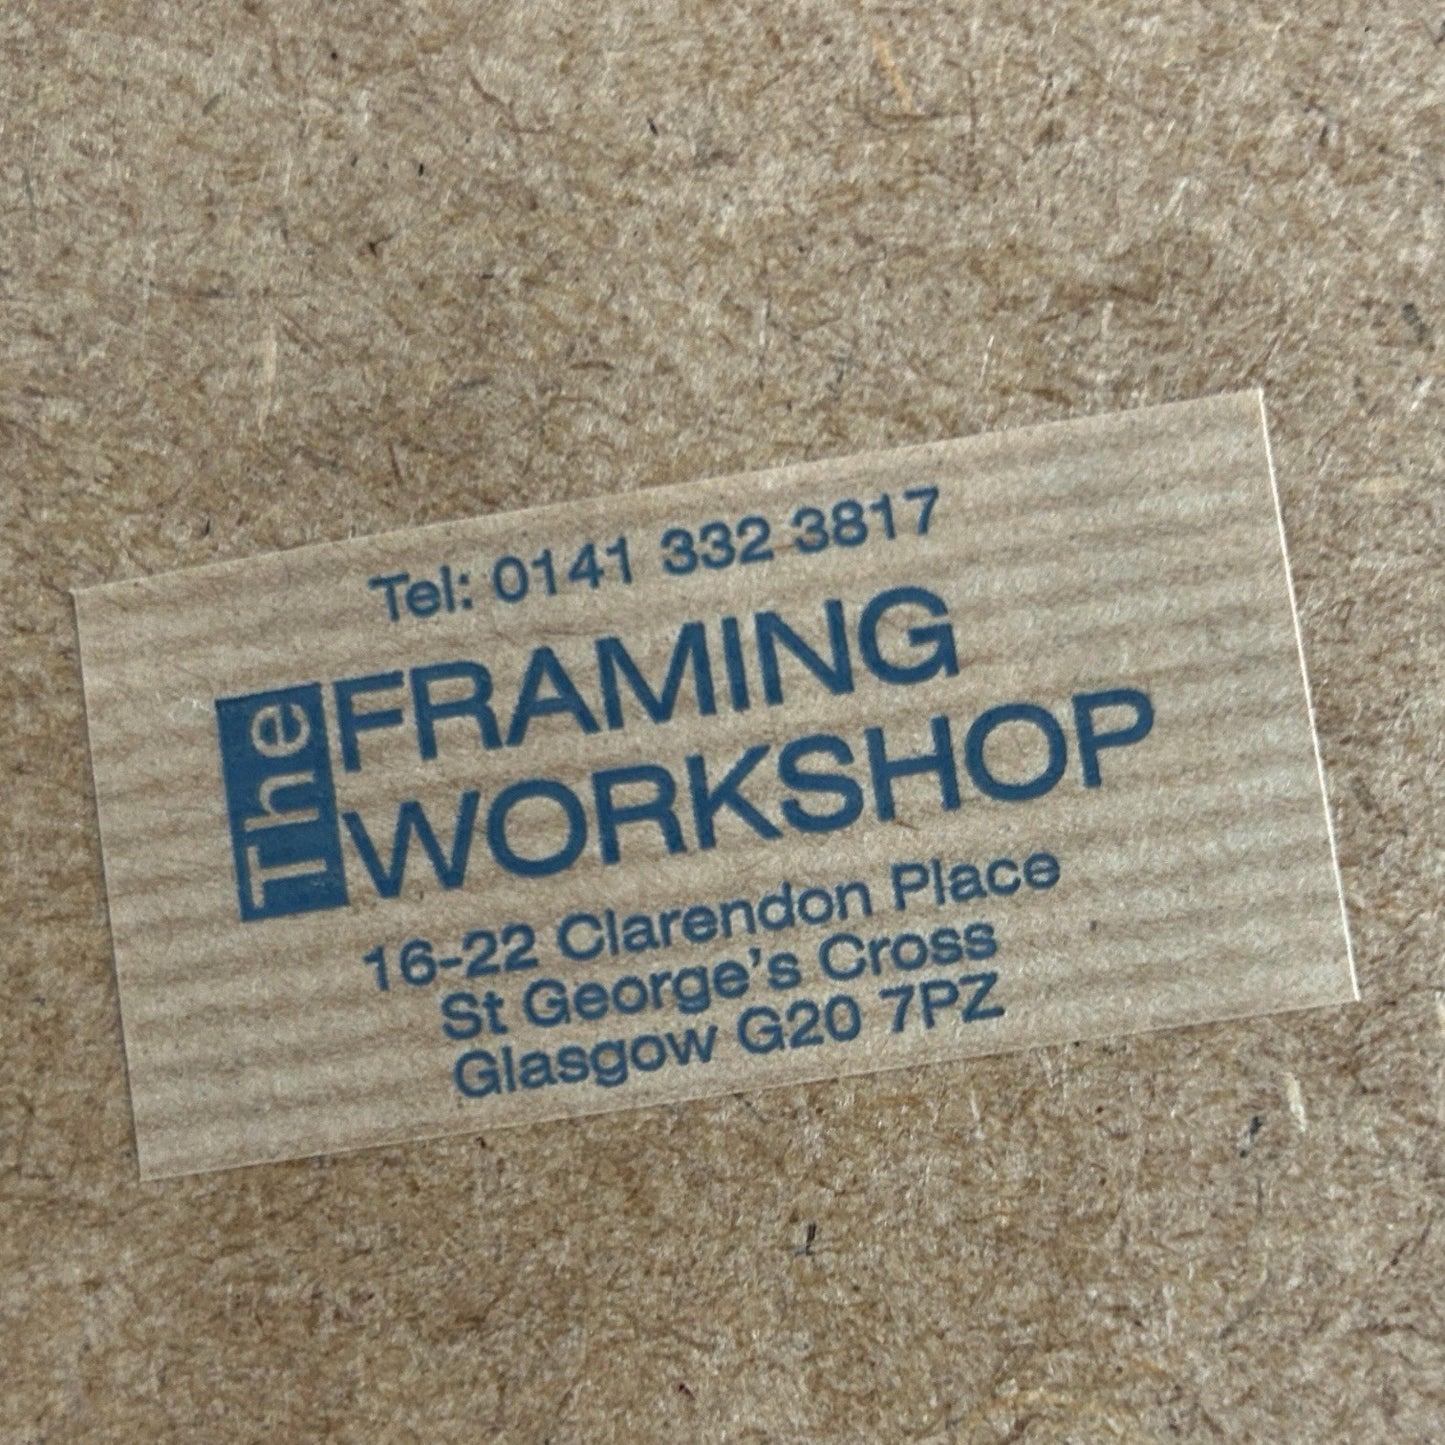 Tel: 0141 332 3817
The FRAMING
WORKSHOP
16-22 Clarendon Place
St George's Cross
Glasgow G20 7PZ